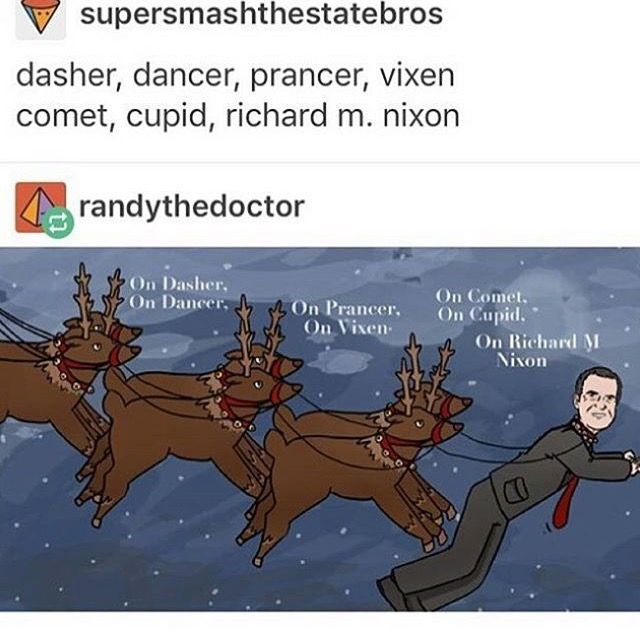 supersmashthestatebros
dasher, dancer, prancer, vixen
comet, cupid, richard m. nixon
randythedoctor
On Dasher,
On Dancer,
On Prancer,
On Vixen
On Comet,
On Cupid,
On Richard M
Nixon